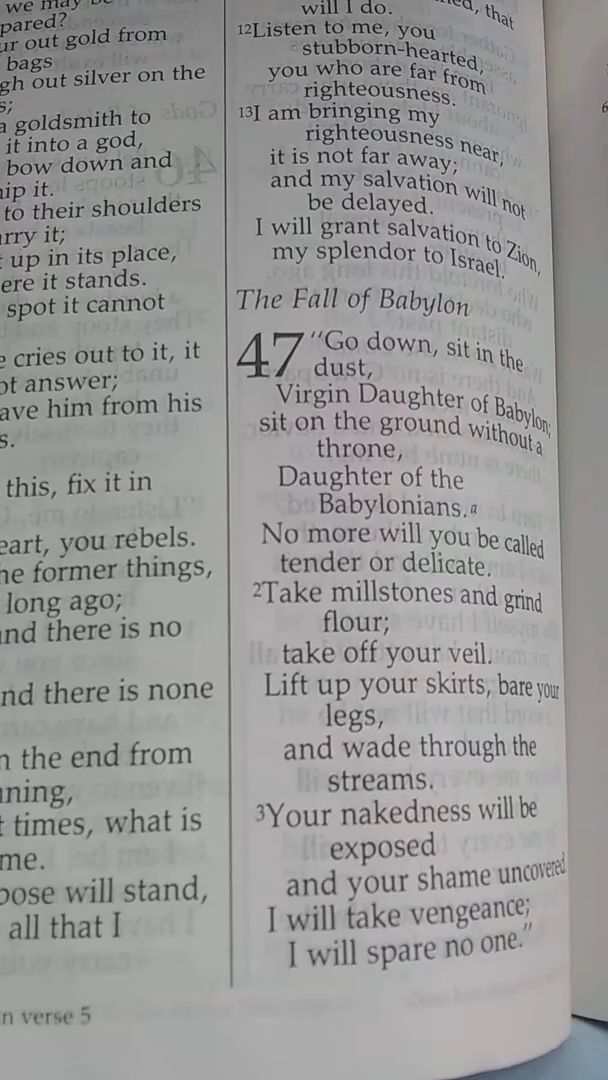 we may be
pared?
ur out gold from
bags
gh out silver on the
s;
a goldsmith to
it into a god,
bow down and
ip it.
to their shoulders
rry it;
up in its place,
ere it stands.
spot it cannot
e cries out to it, it
ot answer;
ave him from his
s.
this, fix it in
eart, you rebels.
he former things,
long ago;
and there is no
nd there is none
n the end from
nning,
t times, what is
me.
pose will stand,
all that I
n verse 5
ned, that
will I do.
12Listen to me, you
stubborn-hearted,
you who are far from
righteousness.
13I am bringing my
righteousness near,
it is not far away;
and my salvation will not
be delayed.
I will grant salvation to Zion,
my splendor to Israel.
The Fall of Babylon
47 "Go down, sit in the
dust,
Virgin Daughter of Babylon;
sit on the ground without a
throne,
Daughter of the
Babylonians.a
No more will you be called
tender or delicate.
2Take millstones and grind
flour;
take off your veil.
Lift up your skirts, bare your
legs,
and wade through the
streams.
3Your nakedness will be
exposed
and your shame uncovered
I will take vengeance;
I will spare no one."